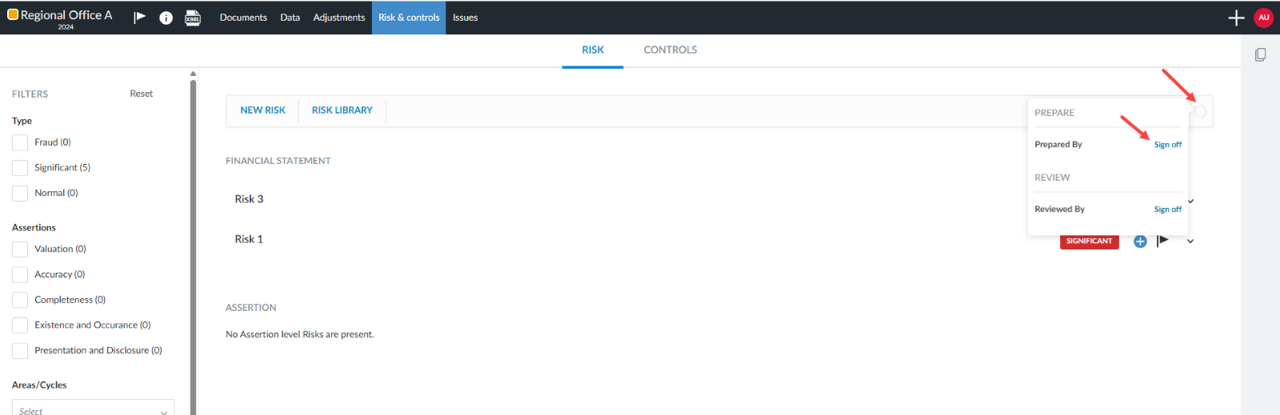 Regional Office A
2024
XBRL
Documents
Data
Adjustments
Risk & controls
Issues
AU
RISK
CONTROLS
FILTERS
Reset
Type
Fraud (0)
Significant (5)
Normal (0)
Assertions
Valuation (0)
Accuracy (0)
Completeness (0)
Existence and Occurance (0)
Presentation and Disclosure (0)
Areas/Cycles
Select
NEW RISK
RISK LIBRARY
PREPARE
Prepared By
Sign off
REVIEW
Reviewed By
Sign off
FINANCIAL STATEMENT
Risk 3
Risk 1
SIGNIFICANT
ASSERTION
No Assertion level Risks are present.